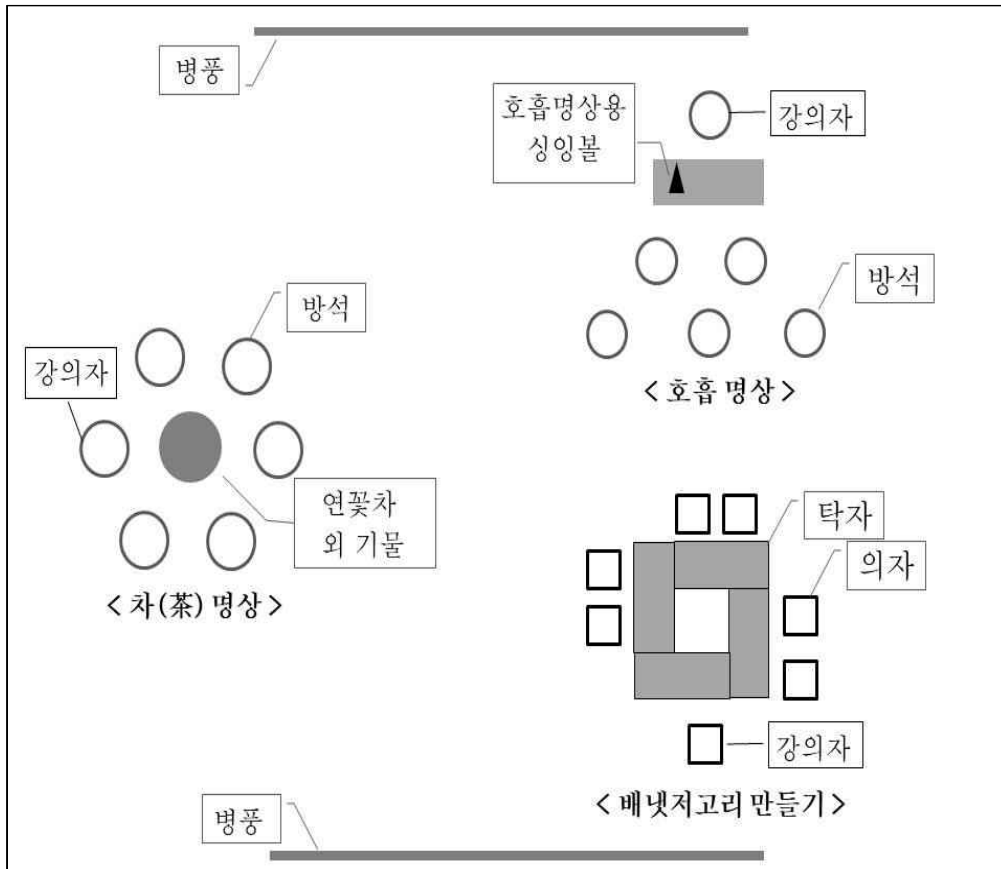 병풍
호흡명상용
싱잉볼
강의자
방석
< 호흡 명상 >
방석
강의자
연꽃차
외 기물
< 차(茶) 명상 >
탁자
의자
강의자
< 배냇저고리 만들기 >
병풍